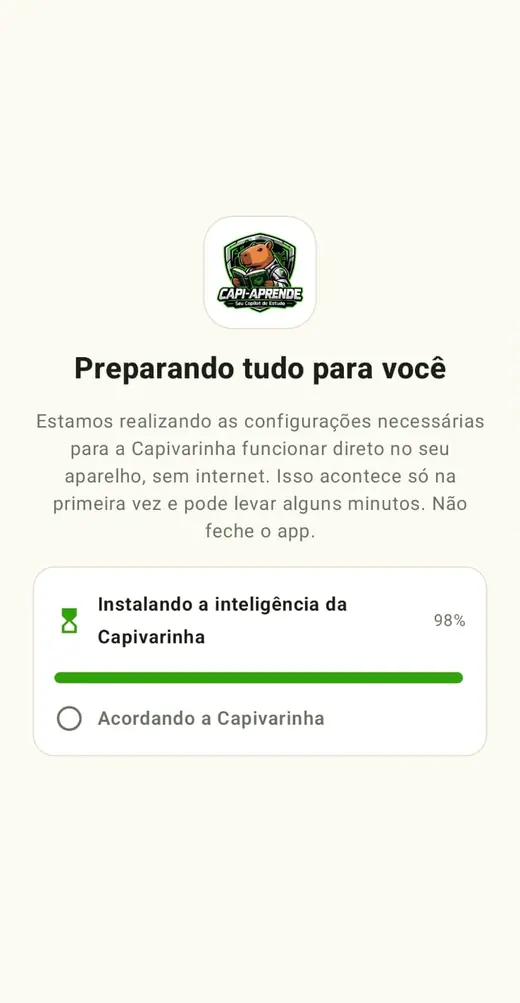 CAPI-APRENDE
Seu Copilot de Estudo
Preparando tudo para você
Estamos realizando as configurações necessárias
para a Capivarinha funcionar direto no seu
aparelho, sem internet. Isso acontece só na
primeira vez e pode levar alguns minutos. Não
feche o app.
Instalando a inteligência da
Capivarinha
98%
Acordando a Capivarinha